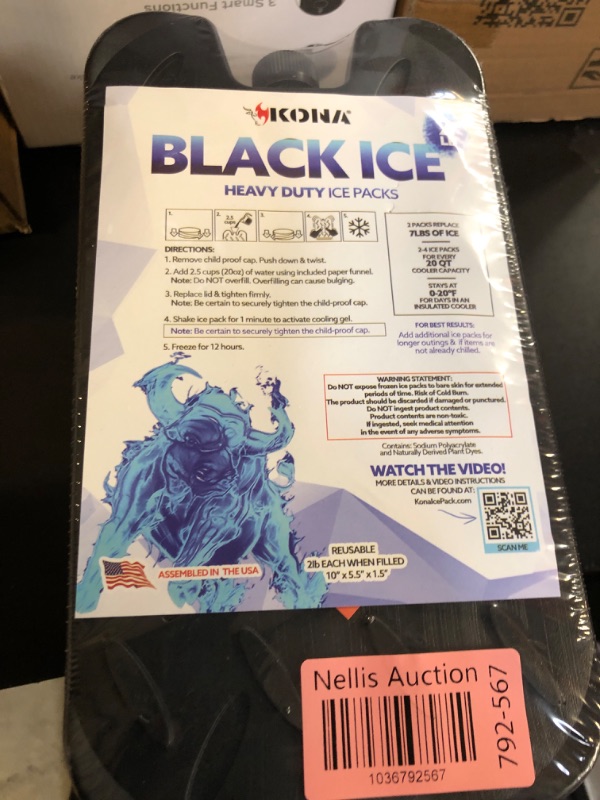 3 Smart Functions
KONA
BLACK ICE
HEAVY DUTY ICE PACKS
1.
2.
2.5
cups
3.
4.
5.
DIRECTIONS:
1. Remove child proof cap. Push down & twist.
2. Add 2.5 cups (20oz) of water using included paper funnel.
Note: Do NOT overfill. Overfilling can cause bulging.
3. Replace lid & tighten firmly.
Note: Be certain to securely tighten the child-proof cap.
4. Shake ice pack for 1 minute to activate cooling gel.
Note: Be certain to securely tighten the child-proof cap.
5. Freeze for 12 hours.
2 PACKS REPLACE
7LBS OF ICE
2-4 ICE PACKS
FOR EVERY
20 QT
COOLER CAPACITY
STAYS AT
0-20°F
FOR DAYS IN AN
INSULATED COOLER
FOR BEST RESULTS:
Add additional ice packs for
longer outings & if items are
not already chilled.
WARNING STATEMENT:
Do NOT expose frozen ice packs to bare skin for extended
periods of time. Risk of Cold Burn.
The product should be discarded if damaged or punctured.
Do NOT ingest product contents.
Product contents are non-toxic.
If ingested, seek medical attention
in the event of any adverse symptoms.
Contains: Sodium Polyacrylate
and Naturally Derived Plant Dyes.
WATCH THE VIDEO!
MORE DETAILS & VIDEO INSTRUCTIONS
CAN BE FOUND AT:
KonaIcePack.com
SCAN ME
REUSABLE
2lb EACH WHEN FILLED
10" x 5.5" x 1.5"
ASSEMBLED IN THE USA
Nellis Auction
792-567
1036792567